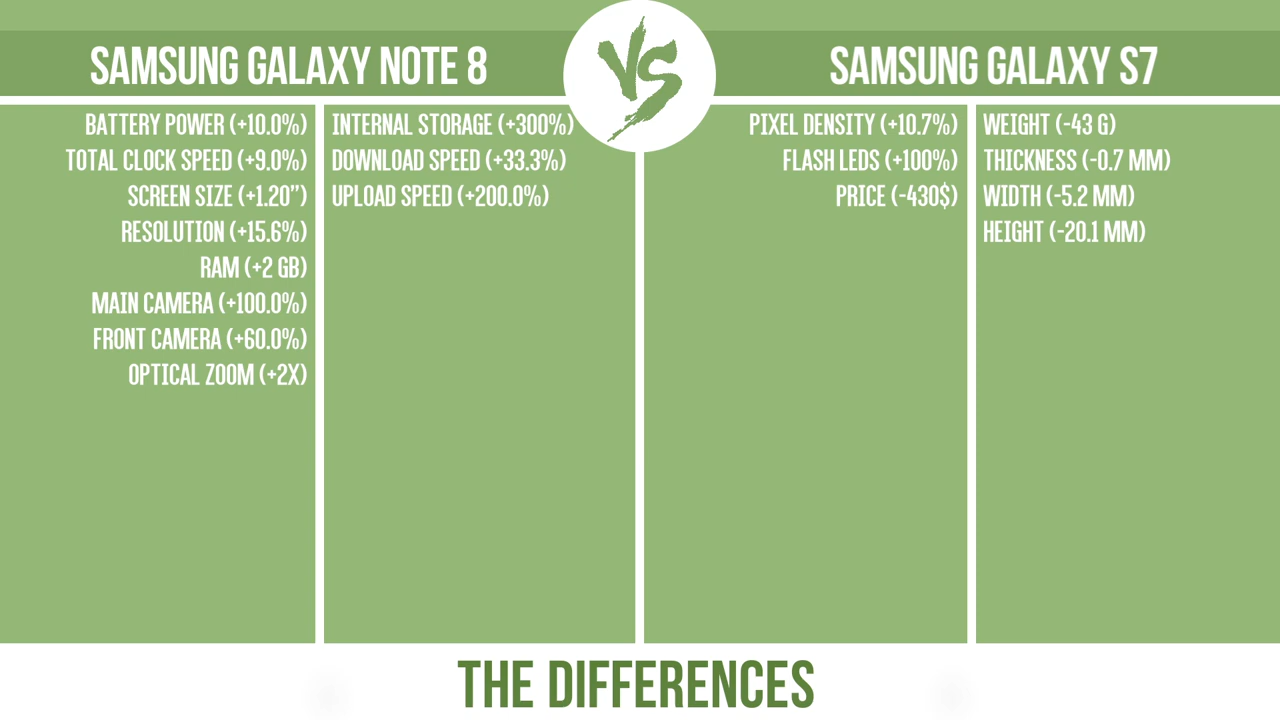 SAMSUNG GALAXY NOTE 8
VS
SAMSUNG GALAXY S7
BATTERY POWER (+10.0%)
TOTAL CLOCK SPEED (+9.0%)
SCREEN SIZE (+1.20")
RESOLUTION (+15.6%)
RAM (+2 GB)
MAIN CAMERA (+100.0%)
FRONT CAMERA (+60.0%)
OPTICAL ZOOM (+2X)
INTERNAL STORAGE (+300%)
DOWNLOAD SPEED (+33.3%)
UPLOAD SPEED (+200.0%)
PIXEL DENSITY (+10.7%)
FLASH LEDS (+100%)
PRICE (-430$)
WEIGHT (-43 G)
THICKNESS (-0.7 MM)
WIDTH (-5.2 MM)
HEIGHT (-20.1 MM)
THE DIFFERENCES